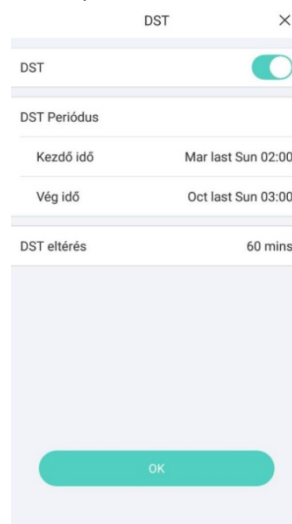 DST ×
DST
DST Periódus
Kezdő idő Mar last Sun 02:00
Vég idő Oct last Sun 03:00
DST eltérés 60 mins
OK